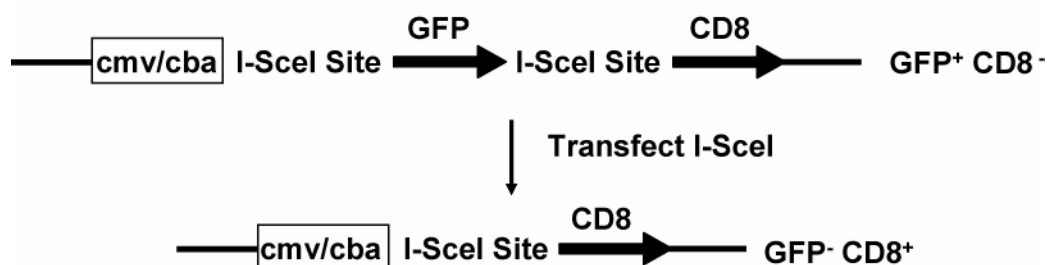 GFP CD8
cmv/cba I-SceI Site I-SceI Site GFP⁺ CD8⁻
Transfect I-SceI
CD8
cmv/cba I-SceI Site GFP⁻ CD8⁺